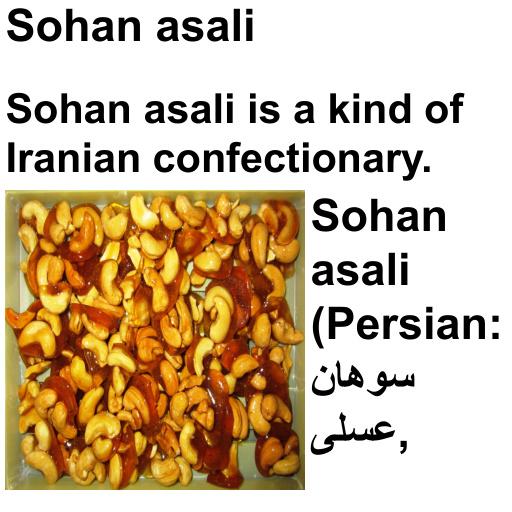 Sohan asali
Sohan asali is a kind of
Iranian confectionary.
Sohan
asali
(Persian:
سوهان
عسلی,